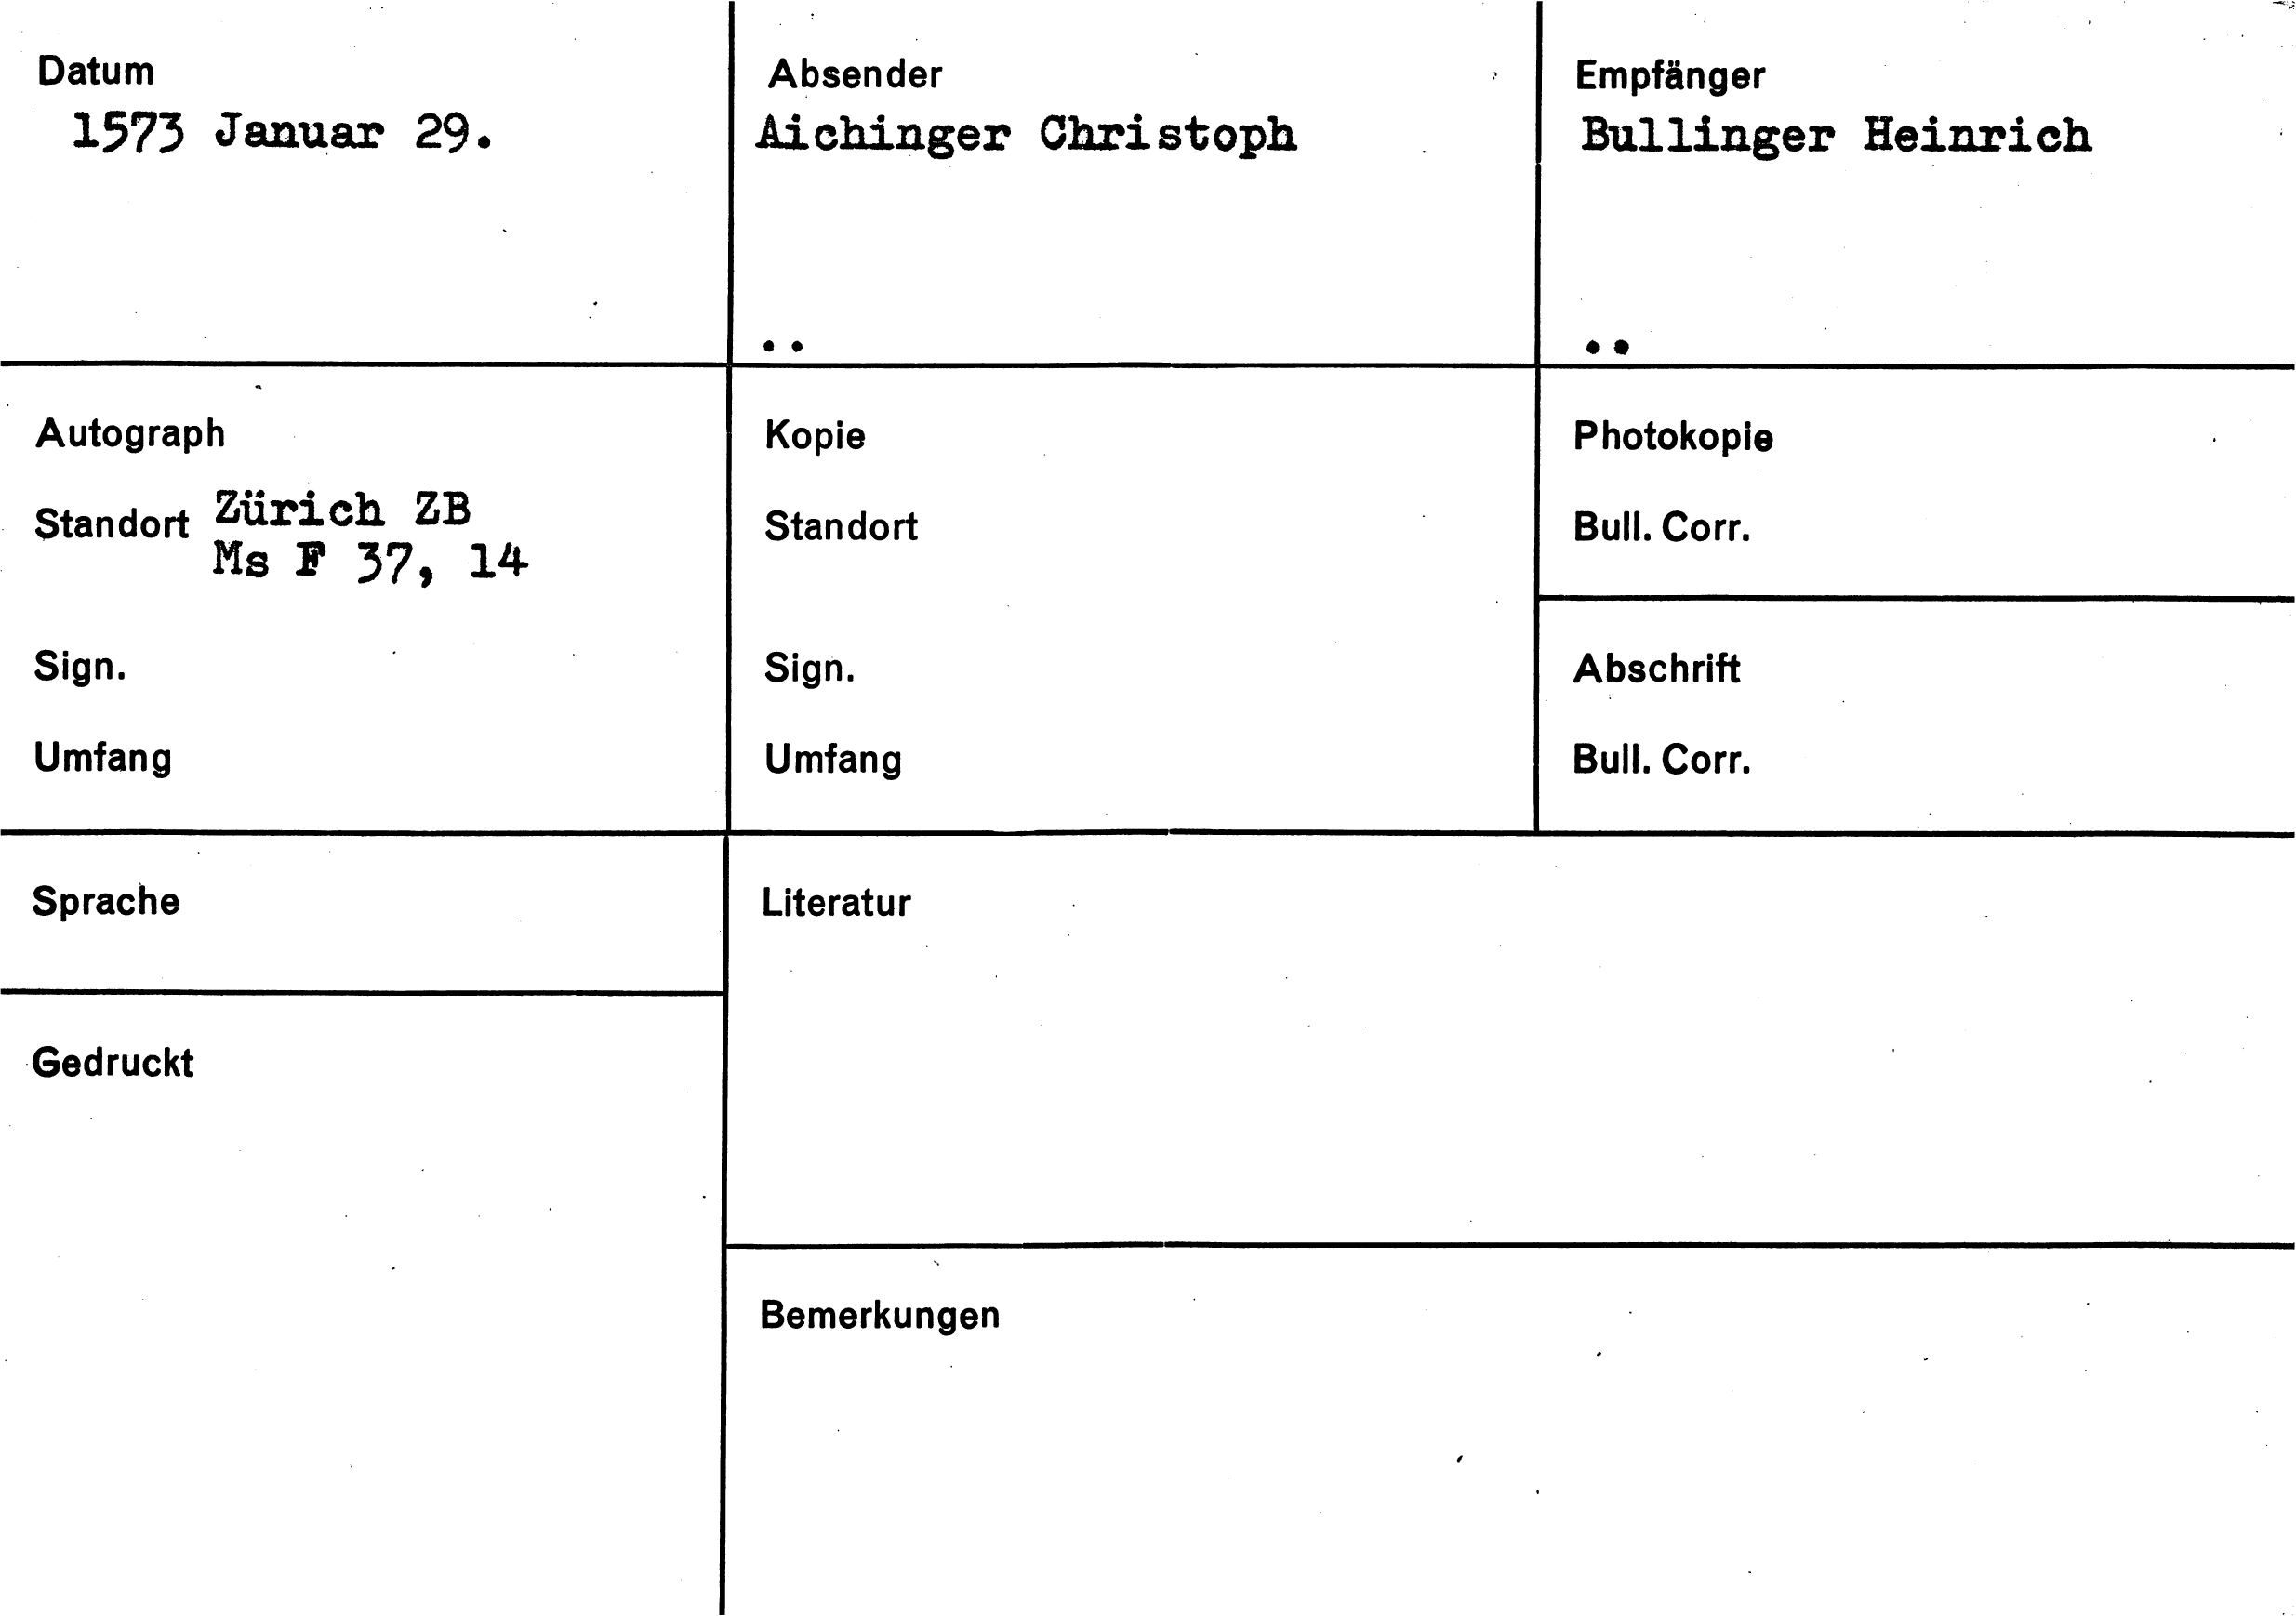 Datum
1573 Januar 29.
Absender
Aichinger Christoph
..
Empfänger
Bullinger Heinrich
..
Autograph
Standort Zürich ZB
Ms F 37, 14
Sign.
Umfang
Kopie
Standort
Sign.
Umfang
Photokopie
Bull. Corr.
Abschrift
Bull. Corr.
Sprache
Gedruckt
Literatur
Bemerkungen